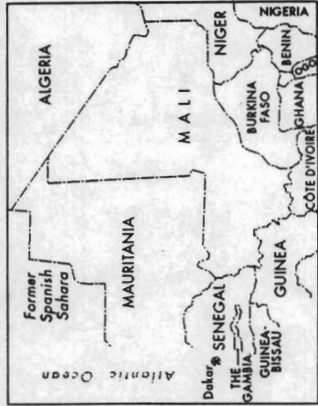 Former
Spanish
Sahara
ALGERIA
Atlantic Ocean
MAURITANIA
MALI
NIGER
Dakar
SENEGAL
THE
GAMBIA
GUINEA-
BISSAU
GUINEA
BURKINA
FASO
CÔTE D'IVOIRE
GHANA
BENIN
NIGERIA